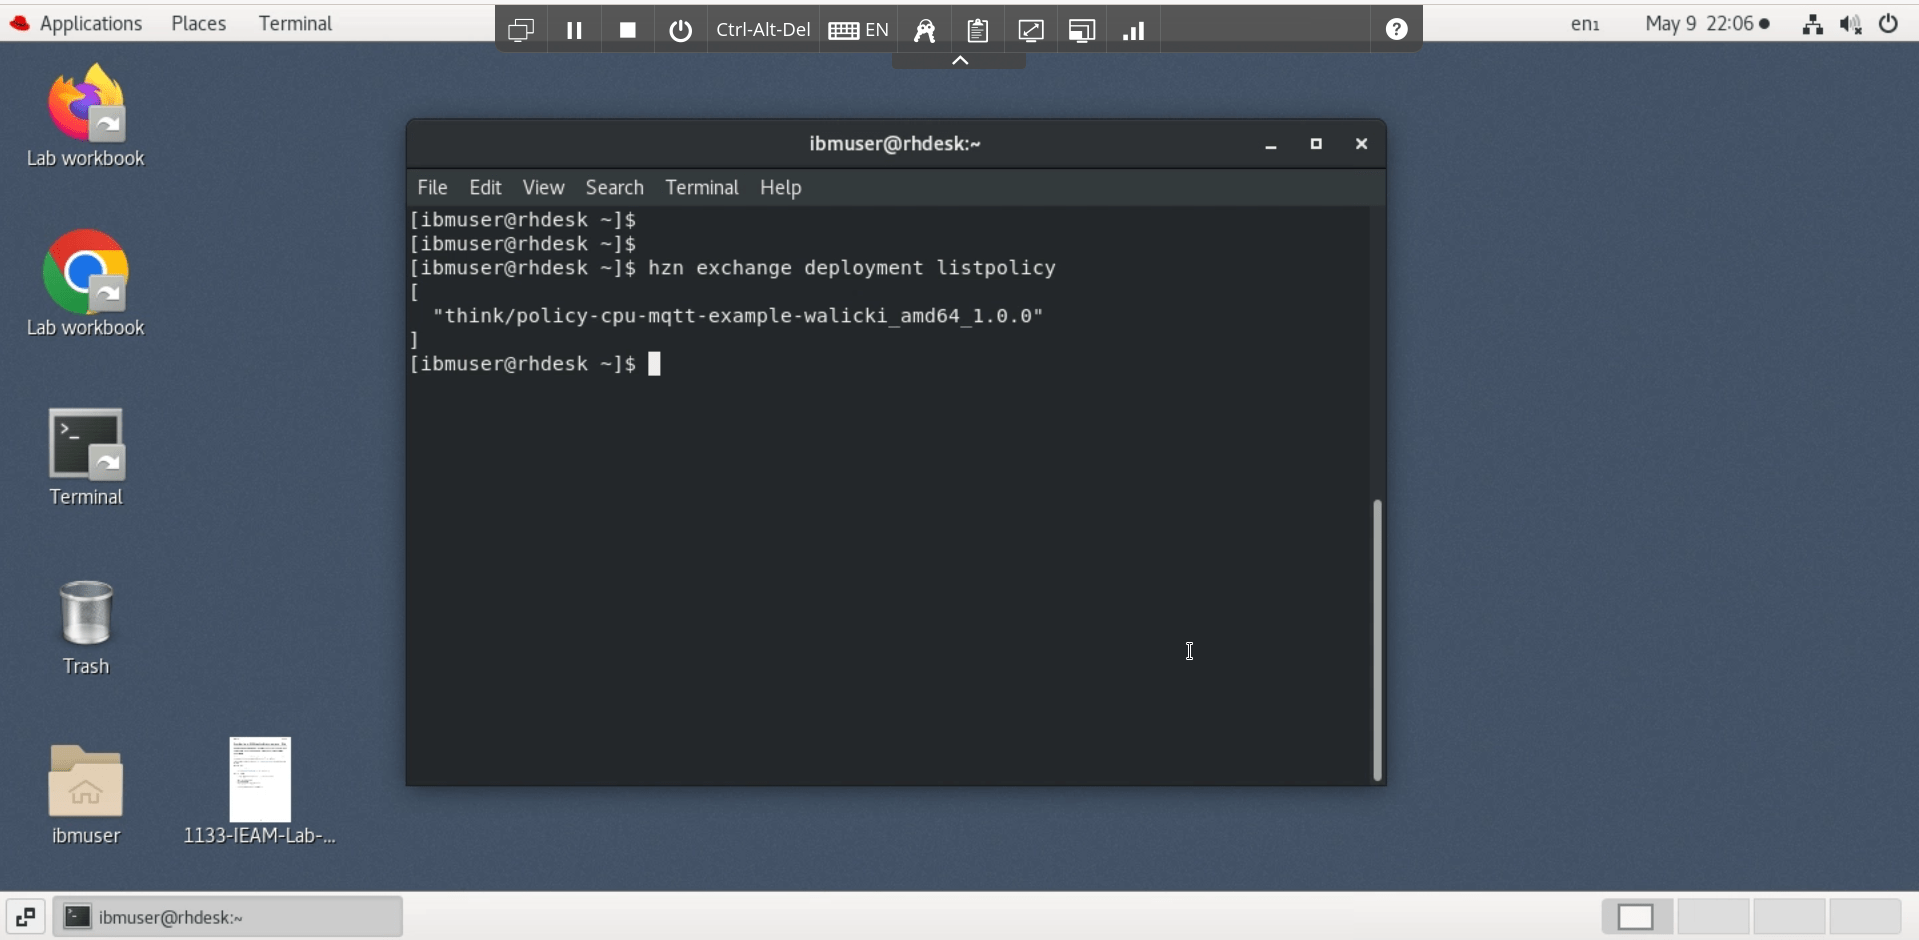 Applications Places Terminal
Ctrl-Alt-Del EN ?
en₁ May 9 22:06
Lab workbook
Lab workbook
Terminal
Trash
ibmuser
1133-IEAM-Lab-...
ibmuser@rhdesk:~
File Edit View Search Terminal Help
[ibmuser@rhdesk ~]$
[ibmuser@rhdesk ~]$
[ibmuser@rhdesk ~]$ hzn exchange deployment listpolicy
[
  "think/policy-cpu-mqtt-example-walicki_amd64_1.0.0"
]
[ibmuser@rhdesk ~]$
ibmuser@rhdesk:~